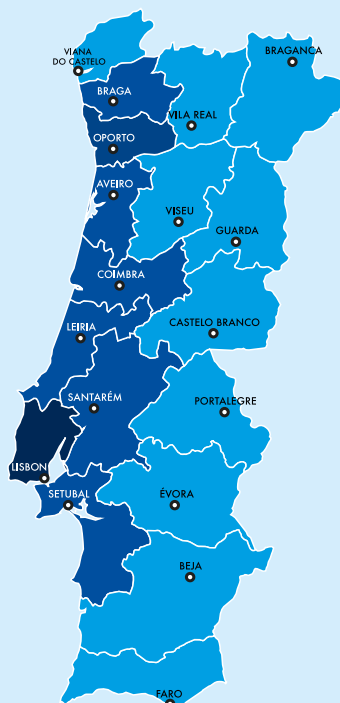 VIANA
DO CASTELO
BRAGANCA
BRAGA
VILA REAL
OPORTO
AVEIRO
VISEU
GUARDA
COIMBRA
LEIRIA
CASTELO BRANCO
SANTARÉM
PORTALEGRE
LISBON
SETUBAL
ÉVORA
BEJA
FARO